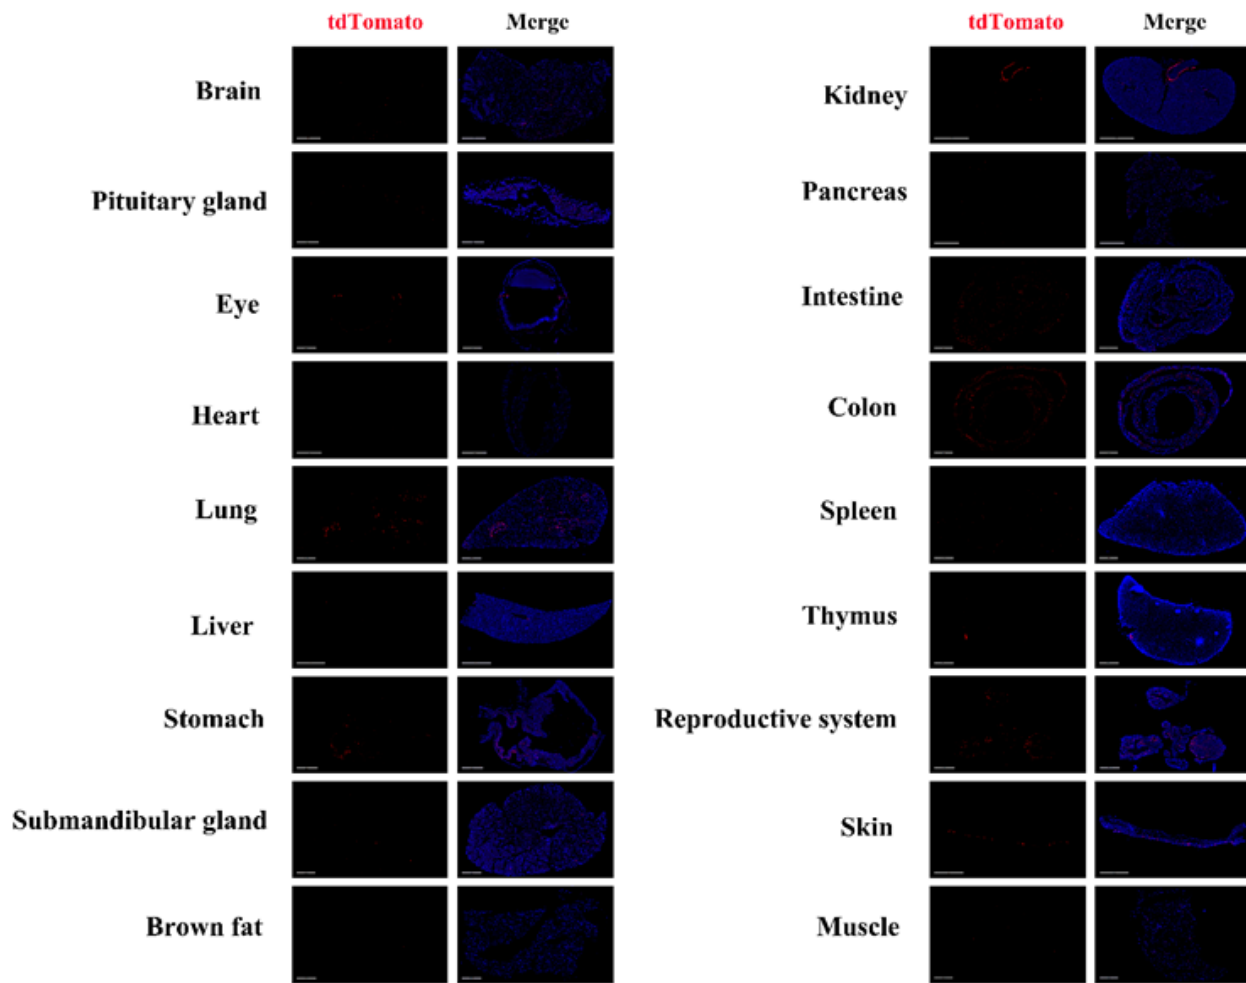 tdTomato Merge tdTomato Merge
Brain
Kidney
Pituitary gland
Pancreas
Eye
Intestine
Heart
Colon
Lung
Spleen
Liver
Thymus
Stomach
Reproductive system
Submandibular gland
Skin
Brown fat
Muscle